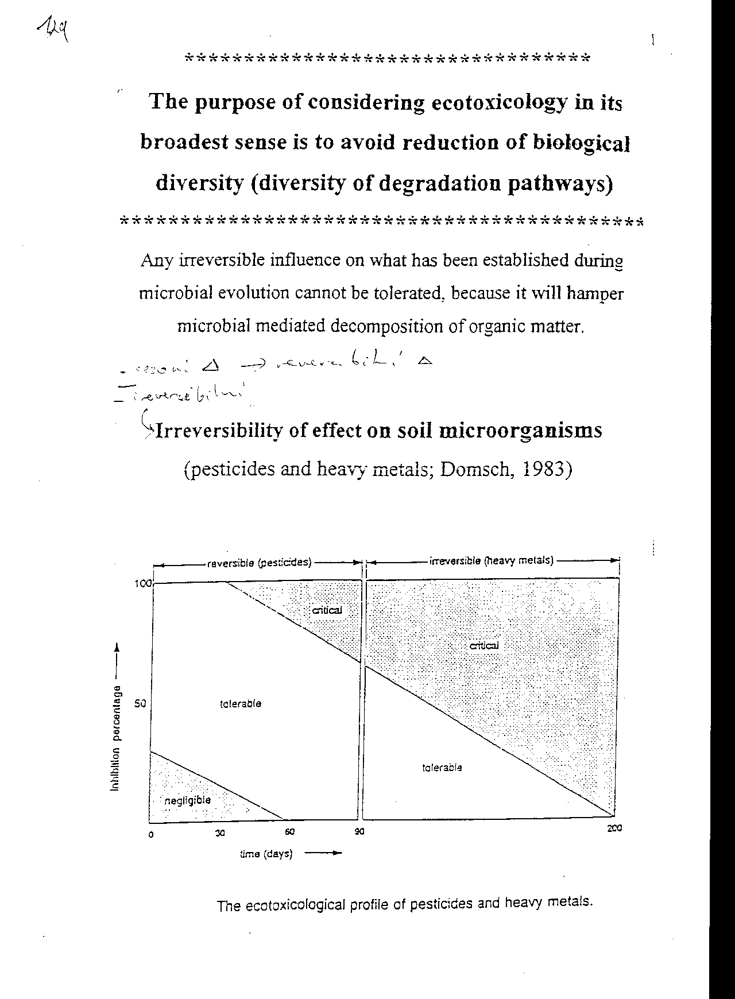 1
**********************************
The purpose of considering ecotoxicology in its
broadest sense is to avoid reduction of biological
diversity (diversity of degradation pathways)
********************************************
Any irreversible influence on what has been established during
microbial evolution cannot be tolerated, because it will hamper
microbial mediated decomposition of organic matter.
Δ → Δ
Irreversibility of effect on soil microorganisms
(pesticides and heavy metals; Domsch, 1983)
reversible (pesticides) irreversible (heavy metals)
100
critical
critical
Inhibition percentage
50
tolerable
tolerable
negligible
0 30 60 90 200
time (days)
The ecotoxicological profile of pesticides and heavy metals.